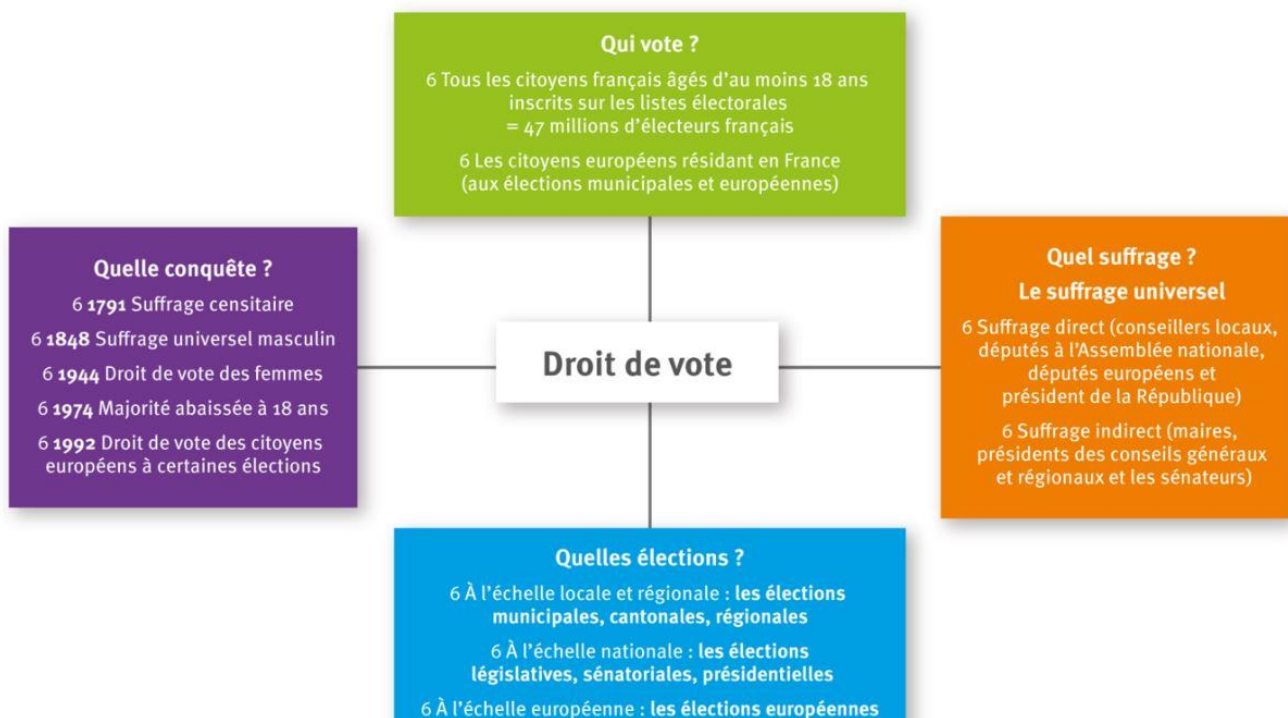 Qui vote ?
6 Tous les citoyens français âgés d’au moins 18 ans
inscrits sur les listes électorales
= 47 millions d’électeurs français
6 Les citoyens européens résidant en France
(aux élections municipales et européennes)
Quelle conquête ?
6 1791 Suffrage censitaire
6 1848 Suffrage universel masculin
6 1944 Droit de vote des femmes
6 1974 Majorité abaissée à 18 ans
6 1992 Droit de vote des citoyens
européens à certaines élections
Droit de vote
Quel suffrage ?
Le suffrage universel
6 Suffrage direct (conseillers locaux,
députés à l’Assemblée nationale,
députés européens et
président de la République)
6 Suffrage indirect (maires,
présidents des conseils généraux
et régionaux et les sénateurs)
Quelles élections ?
6 À l’échelle locale et régionale : les élections
municipales, cantonales, régionales
6 À l’échelle nationale : les élections
législatives, sénatoriales, présidentielles
6 À l’échelle européenne : les élections européennes